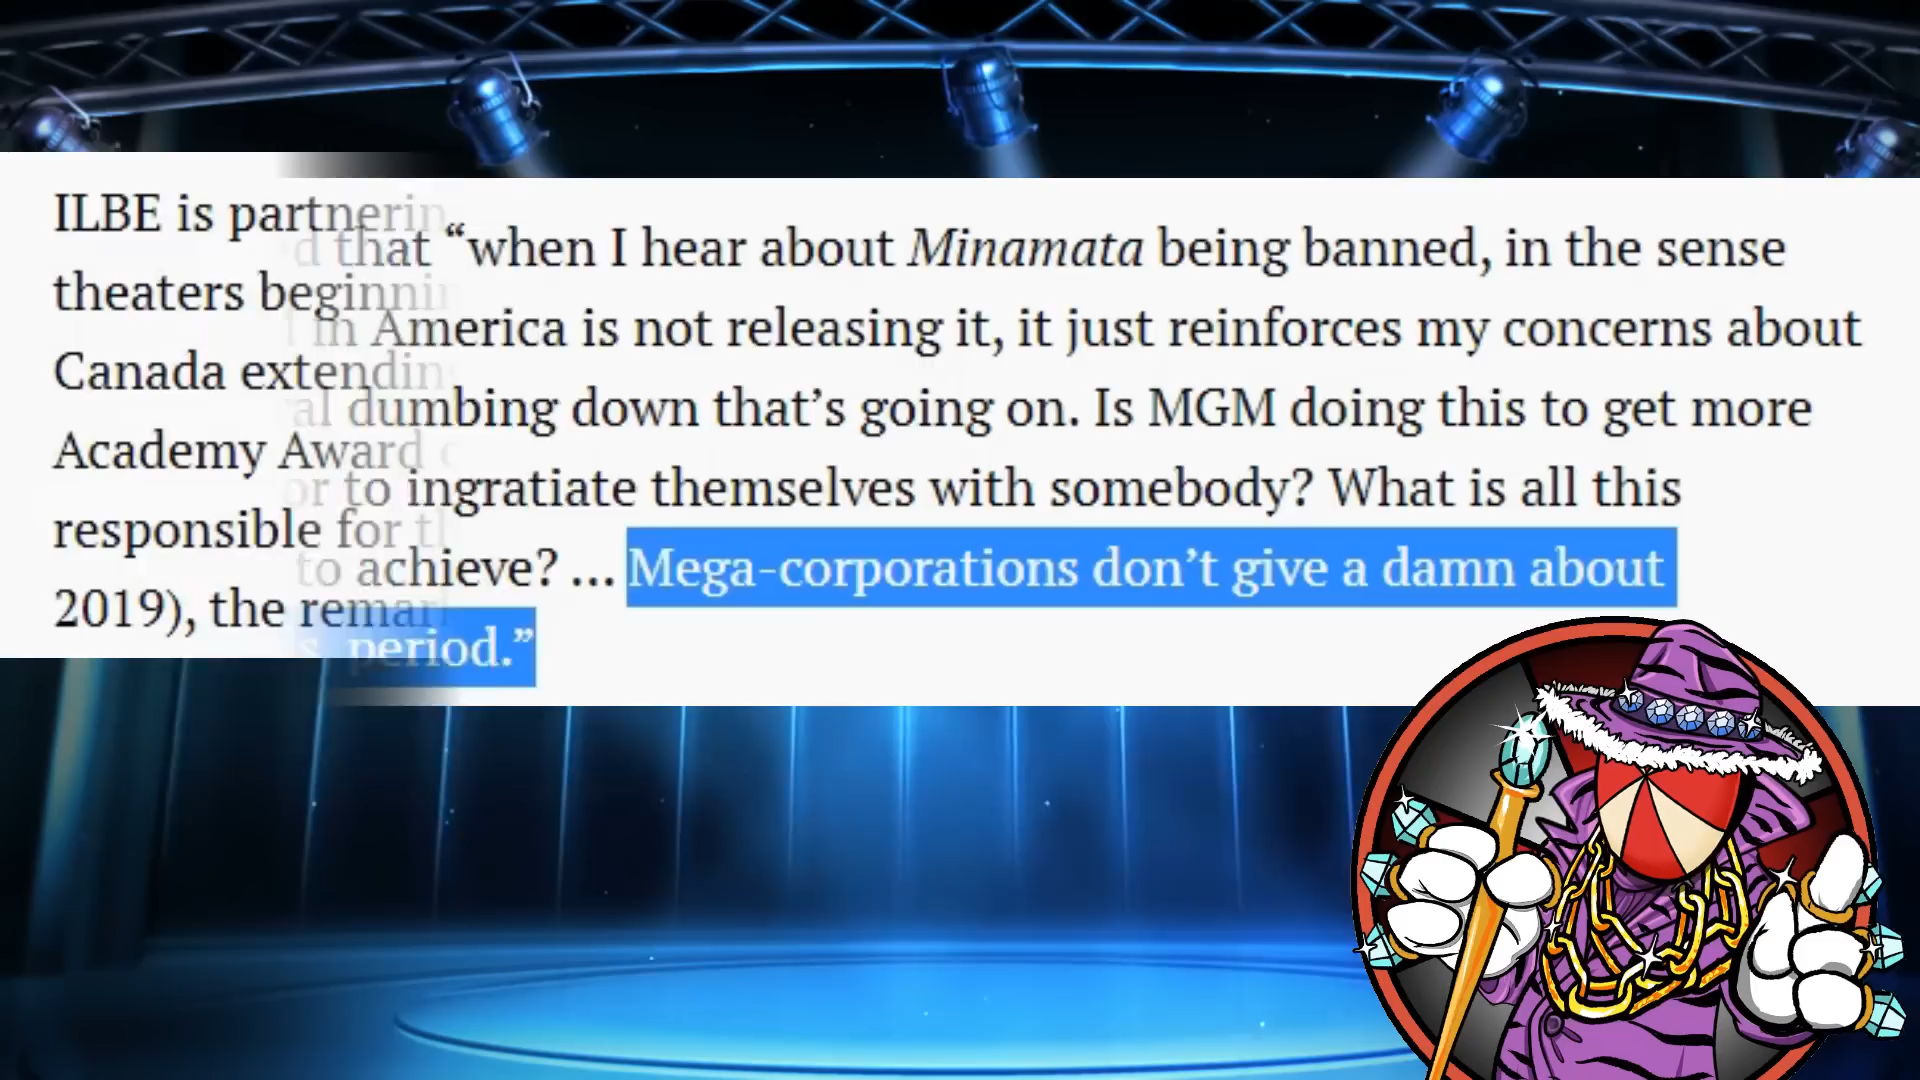 ILBE is partnerin
theaters beginnin
Canada extendin
Academy Award
responsible for t
2019), the remar
d that “when I hear about Minamata being banned, in the sense
in America is not releasing it, it just reinforces my concerns about
al dumbing down that’s going on. Is MGM doing this to get more
or to ingratiate themselves with somebody? What is all this
to achieve? … Mega-corporations don’t give a damn about
s, period.”